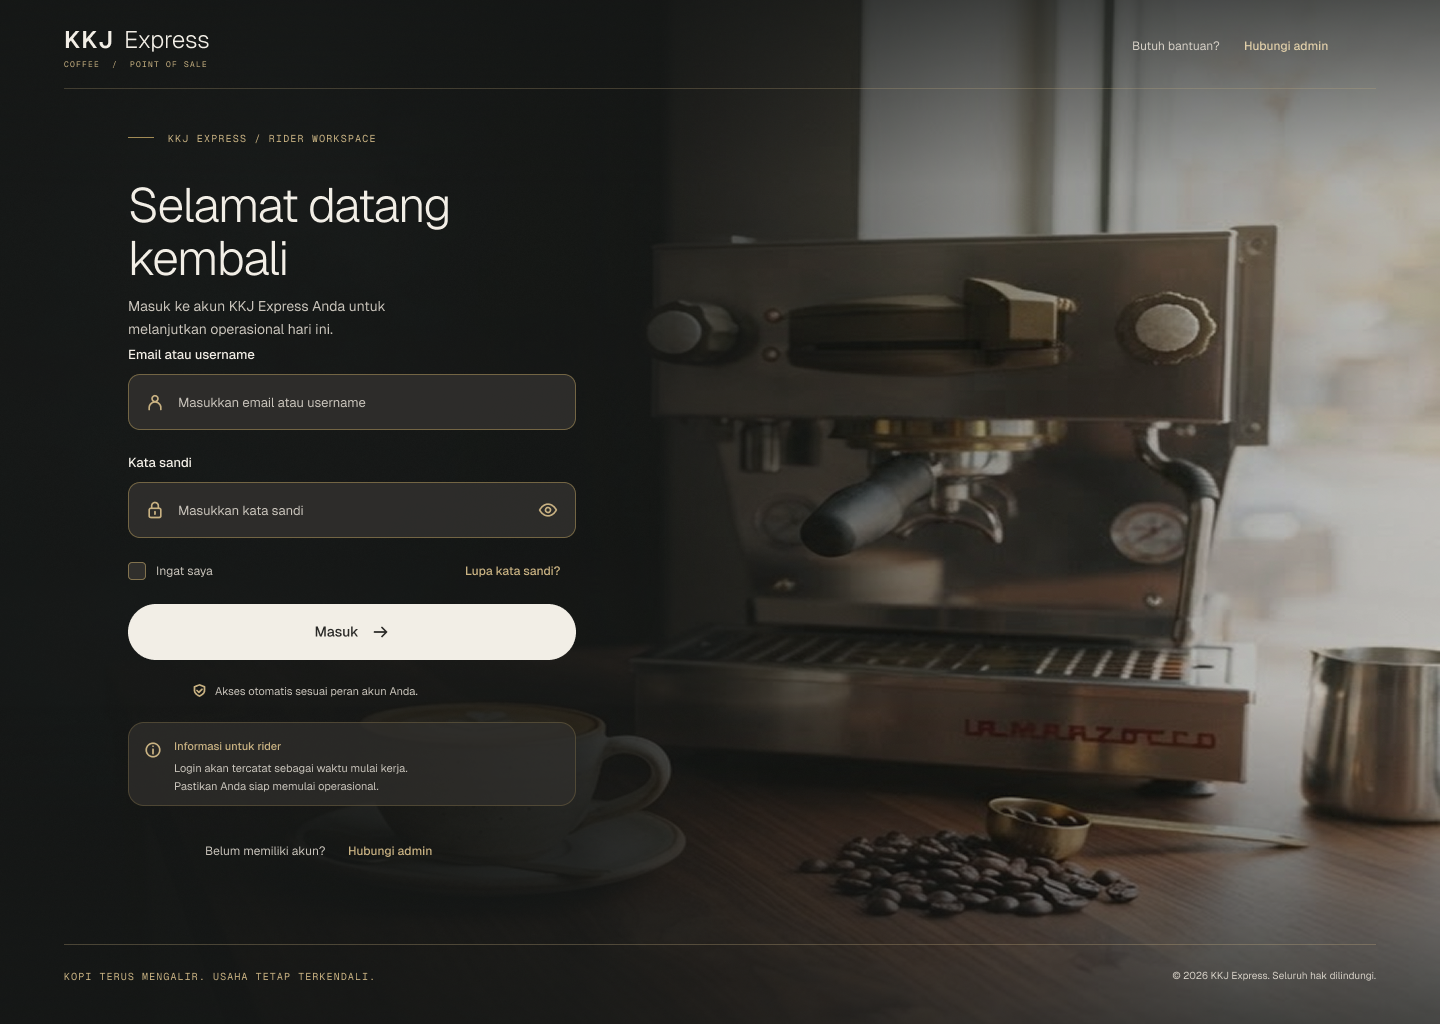 KKJ Express
COFFEE / POINT OF SALE
Butuh bantuan? Hubungi admin
KKJ EXPRESS / RIDER WORKSPACE
Selamat datang
kembali
Masuk ke akun KKJ Express Anda untuk
melanjutkan operasional hari ini.
Email atau username
Masukkan email atau username
Kata sandi
Masukkan kata sandi
Ingat saya
Lupa kata sandi?
Masuk →
Akses otomatis sesuai peran akun Anda.
Informasi untuk rider
Login akan tercatat sebagai waktu mulai kerja.
Pastikan Anda siap memulai operasional.
Belum memiliki akun? Hubungi admin
LA MARZOCCO
KOPI TERUS MENGALIR. USAHA TETAP TERKENDALI.
© 2026 KKJ Express. Seluruh hak dilindungi.